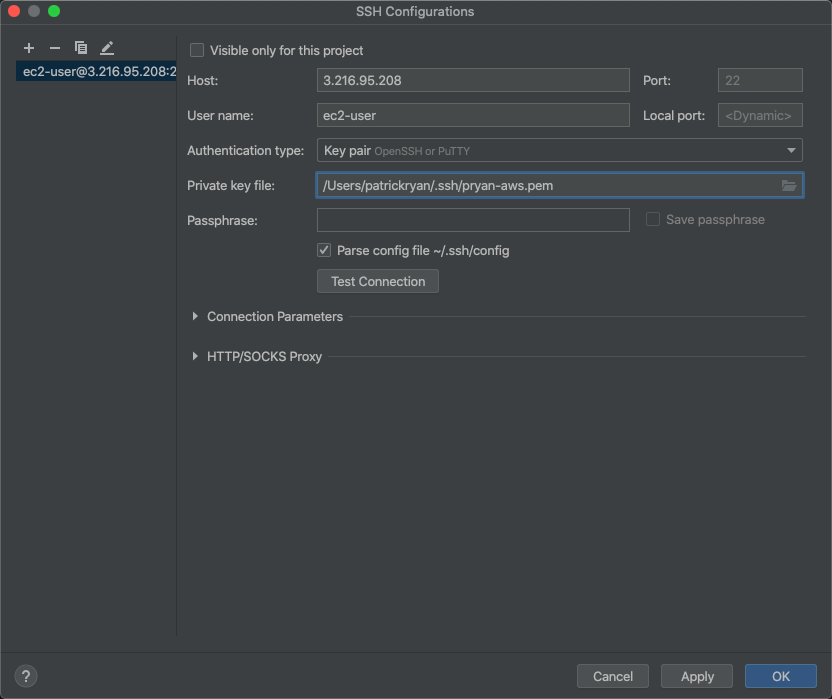 SSH Configurations
ec2-user@3.216.95.208:2
Visible only for this project
Host: 3.216.95.208 Port: 22
User name: ec2-user Local port: <Dynamic>
Authentication type: Key pair OpenSSH or PuTTY
Private key file: /Users/patrickryan/.ssh/pryan-aws.pem
Passphrase: Save passphrase
Parse config file ~/.ssh/config
Test Connection
Connection Parameters
HTTP/SOCKS Proxy
? Cancel Apply OK